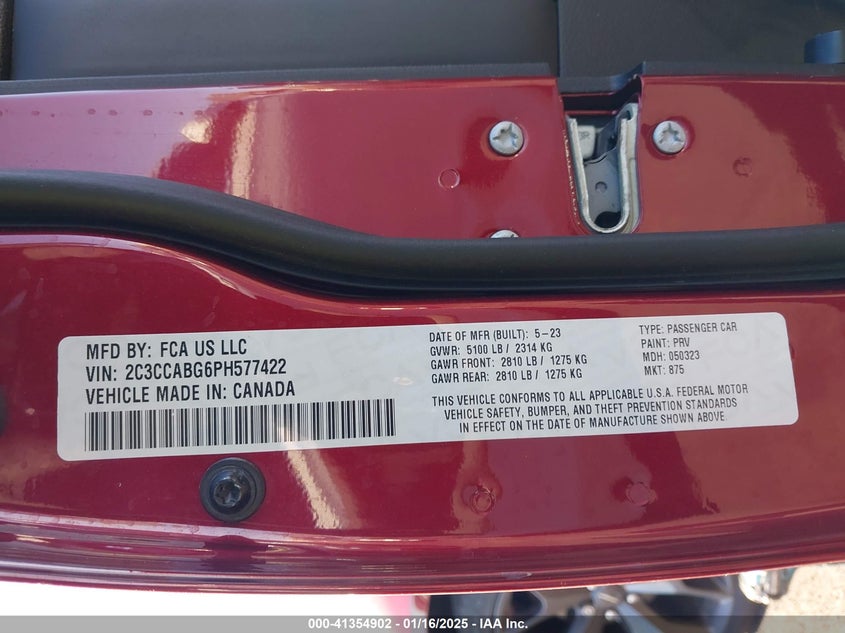 MFD BY: FCA US LLC
VIN: 2C3CCABG6PH577422
VEHICLE MADE IN: CANADA
DATE OF MFR (BUILT): 5-23
GVWR: 5100 LB / 2314 KG
GAWR FRONT: 2810 LB / 1275 KG
GAWR REAR: 2810 LB / 1275 KG
TYPE: PASSENGER CAR
PAINT: PRV
MDH: 050323
MKT: 875
THIS VEHICLE CONFORMS TO ALL APPLICABLE U.S.A. FEDERAL MOTOR
VEHICLE SAFETY, BUMPER, AND THEFT PREVENTION STANDARDS
IN EFFECT ON THE DATE OF MANUFACTURE SHOWN ABOVE.
000-41354902 - 01/16/2025 - IAA Inc.